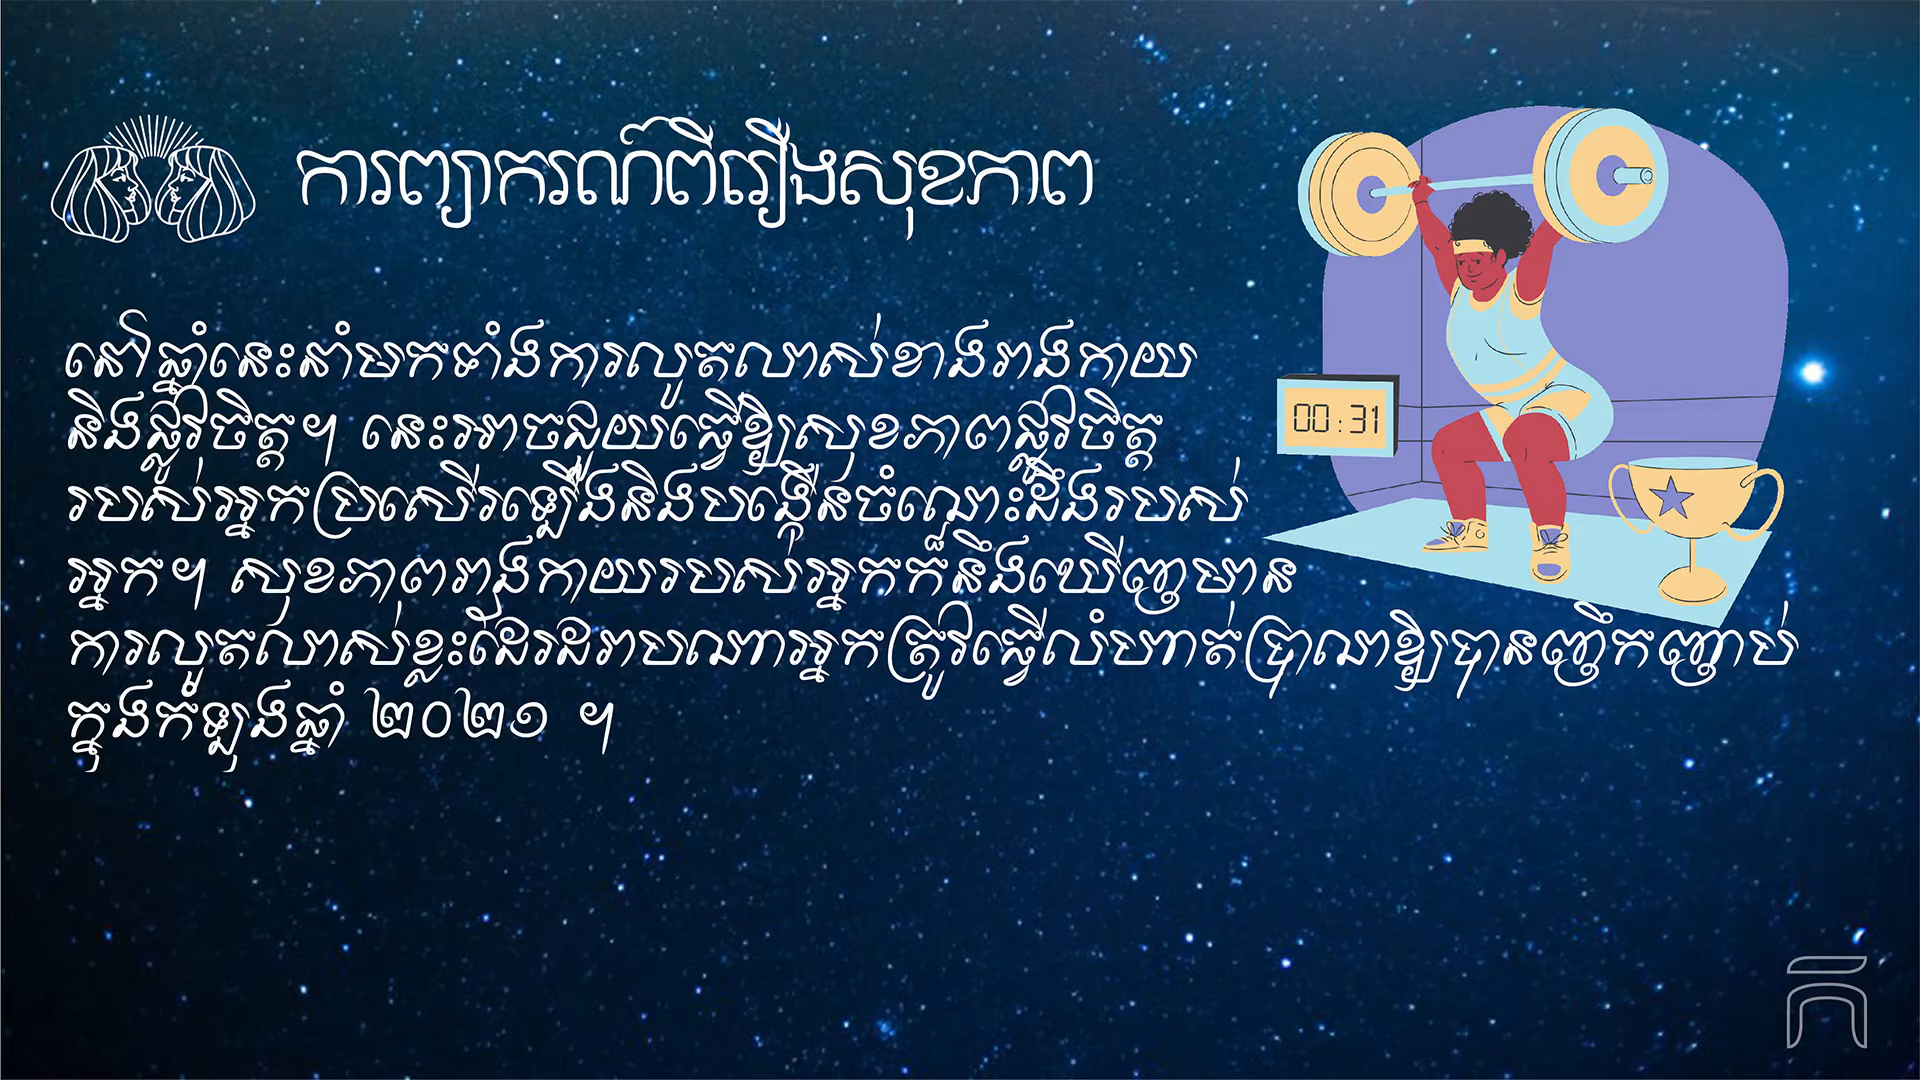 ការព្យាករណ៍ពីរឿងសុខភាព
00:31
នៅឆ្នាំនេះនាំមកទាំងការលូតលាស់ខាងរាងកាយ
និងផ្លូវចិត្ត។ នេះអាចជួយធ្វើឱ្យសុខភាពផ្លូវចិត្ត
របស់អ្នកប្រសើរឡើងនិងបង្កើនចំណេះដឹងរបស់
អ្នក។ សុខភាពរាងកាយរបស់អ្នកក៏នឹងឃើញមាន
ការលូតលាស់ខ្លះដែរដរាបណាអ្នកត្រូវធ្វើលំហាត់ប្រាណឱ្យបានញឹកញាប់
ក្នុងកំឡុងឆ្នាំ ២០២១ ។